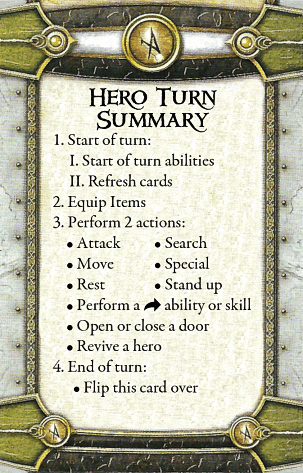 HERO TURN
SUMMARY
1. Start of turn:
I. Start of turn abilities
II. Refresh cards
2. Equip Items
3. Perform 2 actions:
• Attack • Search
• Move • Special
• Rest • Stand up
• Perform a ability or skill
• Open or close a door
• Revive a hero
4. End of turn:
• Flip this card over